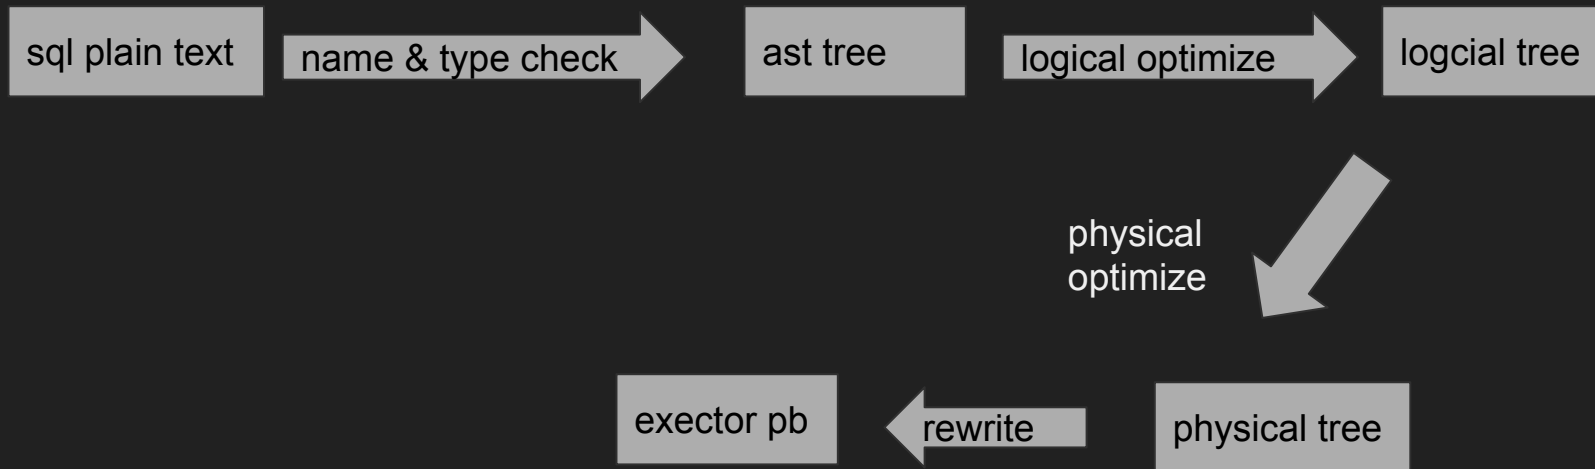 sql plain text
name & type check
ast tree
logical optimize
logcial tree
physical
optimize
exector pb
rewrite
physical tree